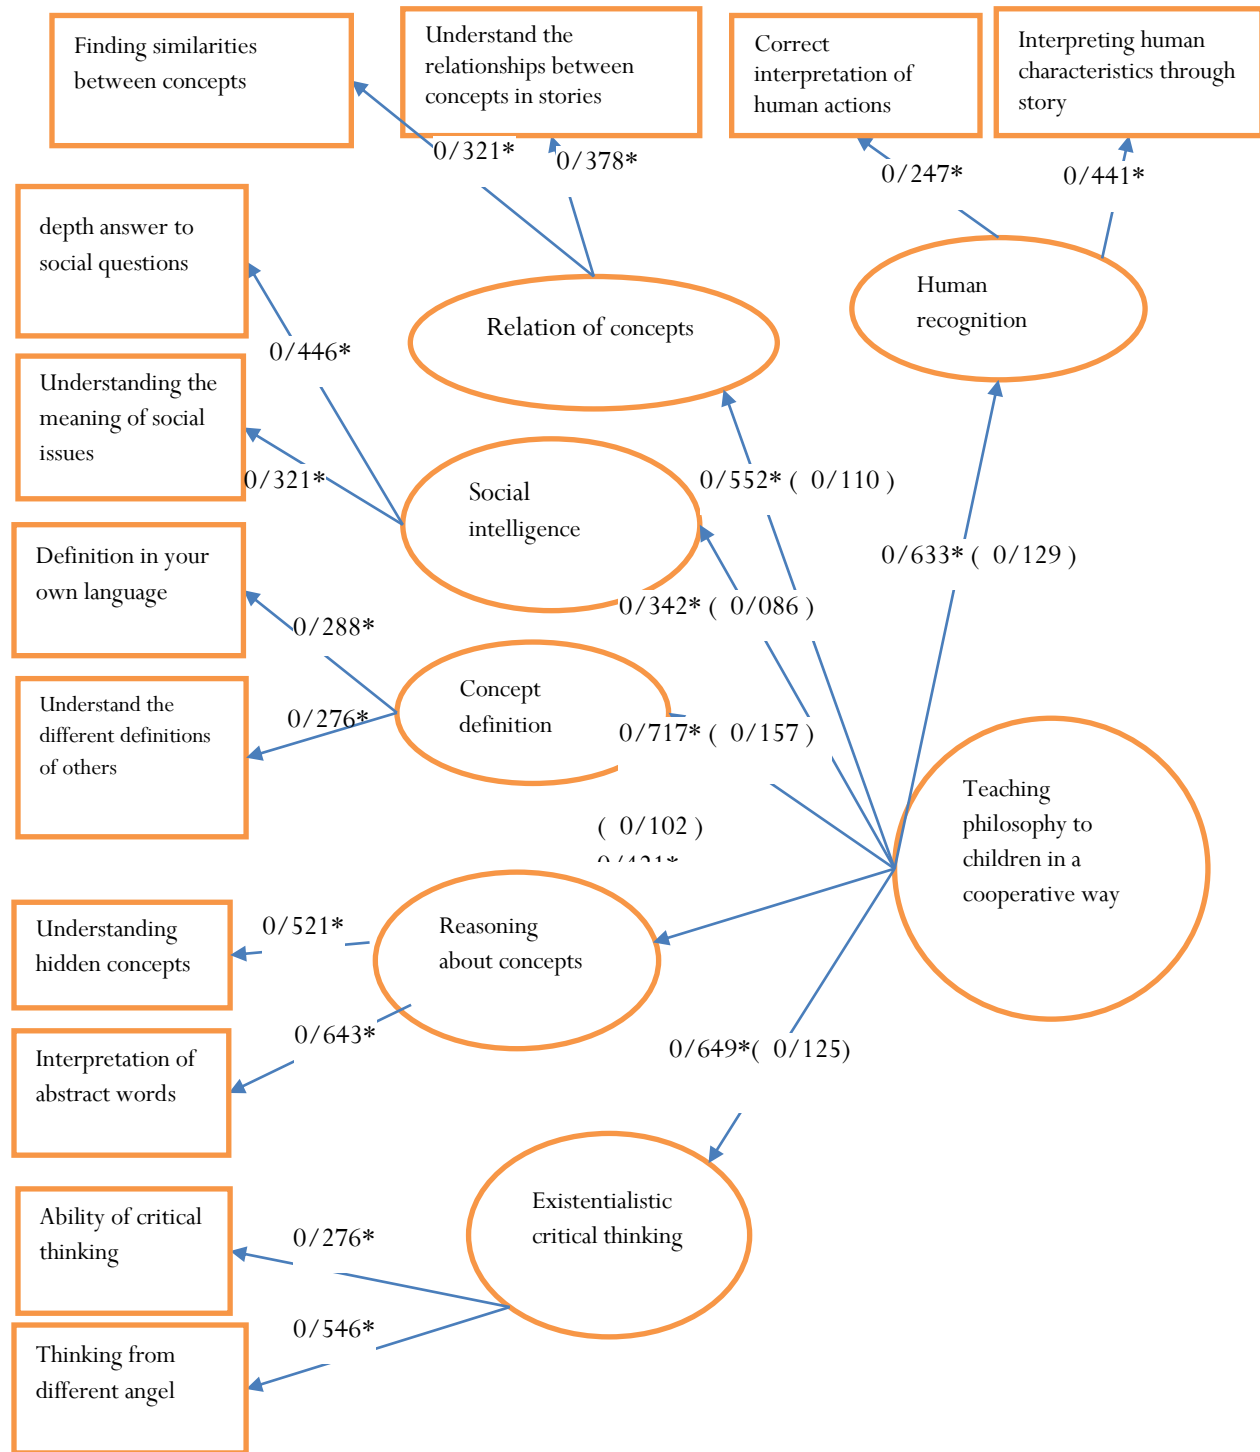 Finding similarities
between concepts
Understand the
relationships between
concepts in stories
Correct
interpretation of
human actions
Interpreting human
characteristics through
story
0/321*
0/378*
0/247*
0/441*
depth answer to
social questions
Human
recognition
Relation of concepts
0/446*
Understanding the
meaning of social
issues
0/321*
Social
intelligence
0/552* ( 0/110 )
0/633* ( 0/129 )
Definition in your
own language
0/288*
0/342* ( 0/086 )
Concept
definition
Understand the
different definitions
of others
0/276*
0/717* ( 0/157 )
Teaching
philosophy to
children in a
cooperative way
( 0/102 )
Understanding
hidden concepts
0/521*
Reasoning
about concepts
Interpretation of
abstract words
0/643*
0/649*( 0/125)
Existentialistic
critical thinking
Ability of critical
thinking
0/276*
0/546*
Thinking from
different angel